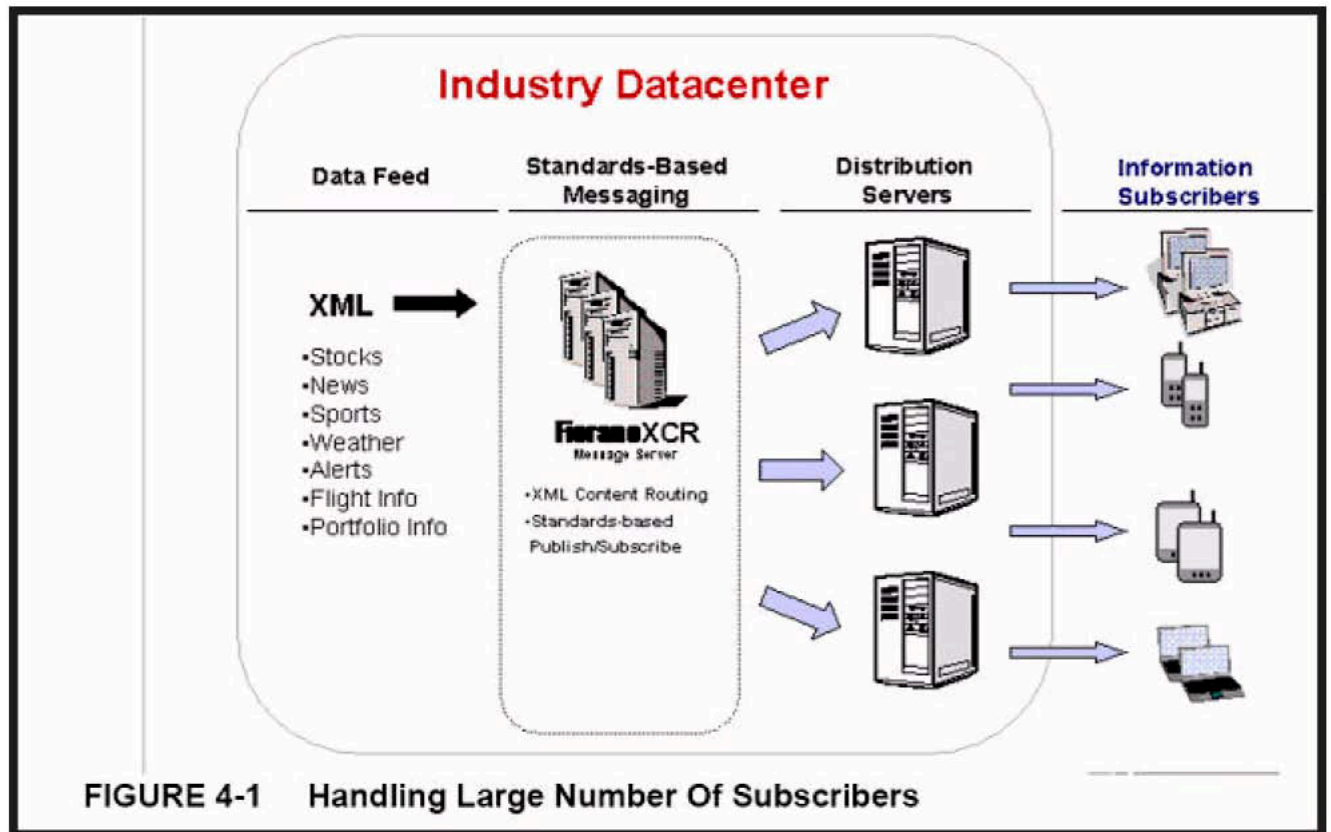 Industry Datacenter
Data Feed
Standards-Based
Messaging
Distribution
Servers
Information
Subscribers
XML
•Stocks
•News
•Sports
•Weather
•Alerts
•Flight Info
•Portfolio Info
FioranoXCR
Message Server
•XML Content Routing
•Standards-based
Publish/Subscribe
FIGURE 4-1 Handling Large Number Of Subscribers